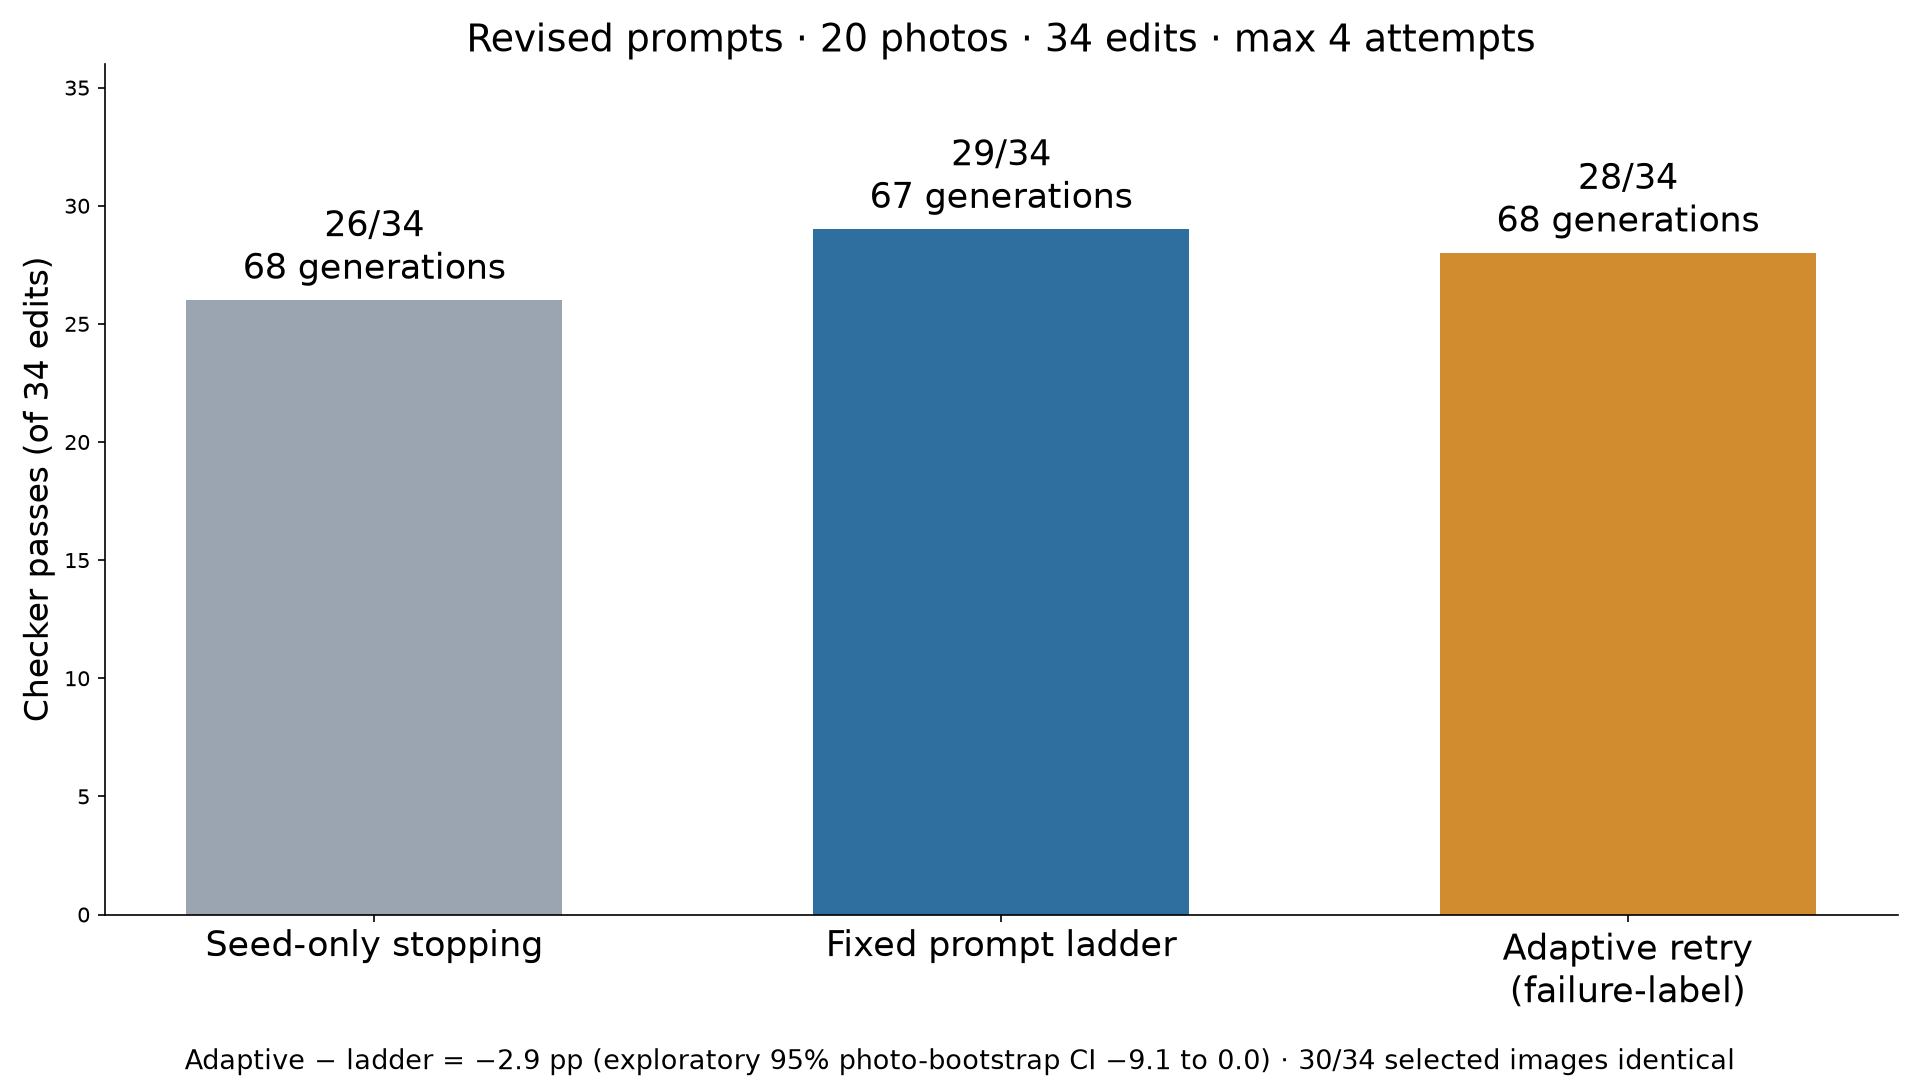 Revised prompts · 20 photos · 34 edits · max 4 attempts
Checker passes (of 34 edits)
35
30
25
20
15
10
5
0
26/34
68 generations
29/34
67 generations
28/34
68 generations
Seed-only stopping
Fixed prompt ladder
Adaptive retry
(failure-label)
Adaptive − ladder = −2.9 pp (exploratory 95% photo-bootstrap CI −9.1 to 0.0) · 30/34 selected images identical